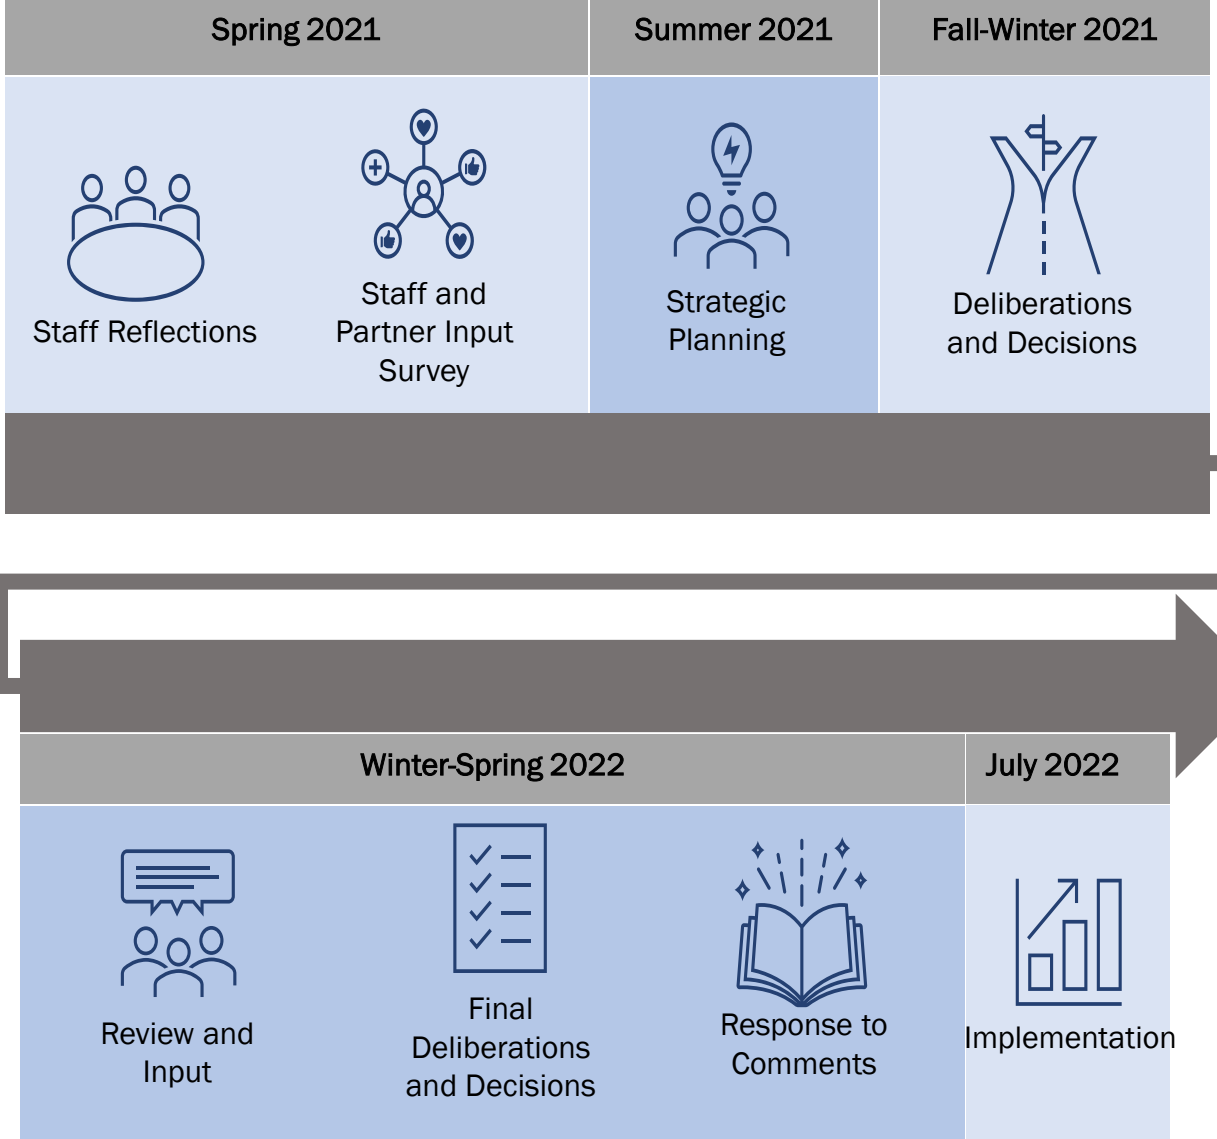 Spring 2021
Summer 2021
Fall-Winter 2021
Staff Reflections
Staff and
Partner Input
Survey
Strategic
Planning
Deliberations
and Decisions
Winter-Spring 2022
July 2022
Review and
Input
Final
Deliberations
and Decisions
Response to
Comments
Implementation